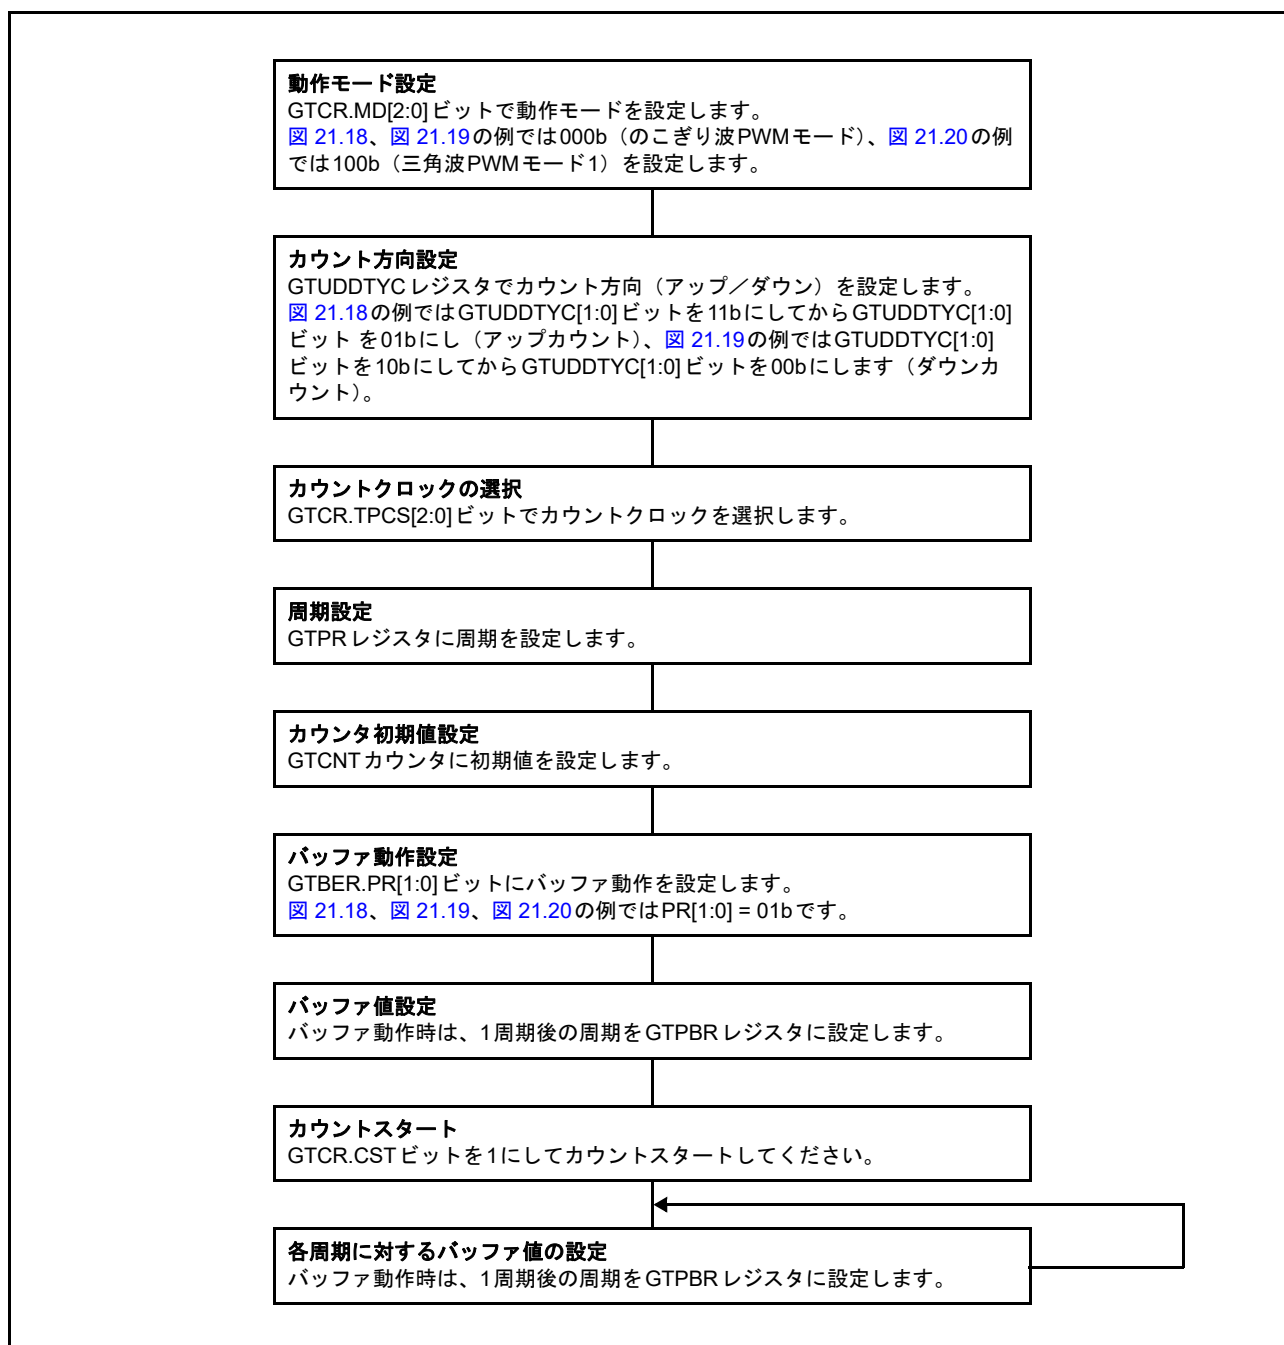 動作モード設定
GTCR.MD[2:0]ビットで動作モードを設定します。
図 21.18、図 21.19の例では000b（のこぎり波PWMモード）、図 21.20の例
では100b（三角波PWMモード1）を設定します。
カウント方向設定
GTUDDTYCレジスタでカウント方向（アップ／ダウン）を設定します。
図 21.18の例ではGTUDDTYC[1:0]ビットを11bにしてからGTUDDTYC[1:0]
ビット を01bにし（アップカウント）、図 21.19の例ではGTUDDTYC[1:0]
ビットを10bにしてからGTUDDTYC[1:0]ビットを00bにします（ダウンカ
ウント）。
カウントクロックの選択
GTCR.TPCS[2:0]ビットでカウントクロックを選択します。
周期設定
GTPRレジスタに周期を設定します。
カウンタ初期値設定
GTCNTカウンタに初期値を設定します。
バッファ動作設定
GTBER.PR[1:0]ビットにバッファ動作を設定します。
図 21.18、図 21.19、図 21.20の例ではPR[1:0] = 01bです。
バッファ値設定
バッファ動作時は、1周期後の周期をGTPBRレジスタに設定します。
カウントスタート
GTCR.CSTビットを1にしてカウントスタートしてください。
各周期に対するバッファ値の設定
バッファ動作時は、1周期後の周期をGTPBRレジスタに設定します。